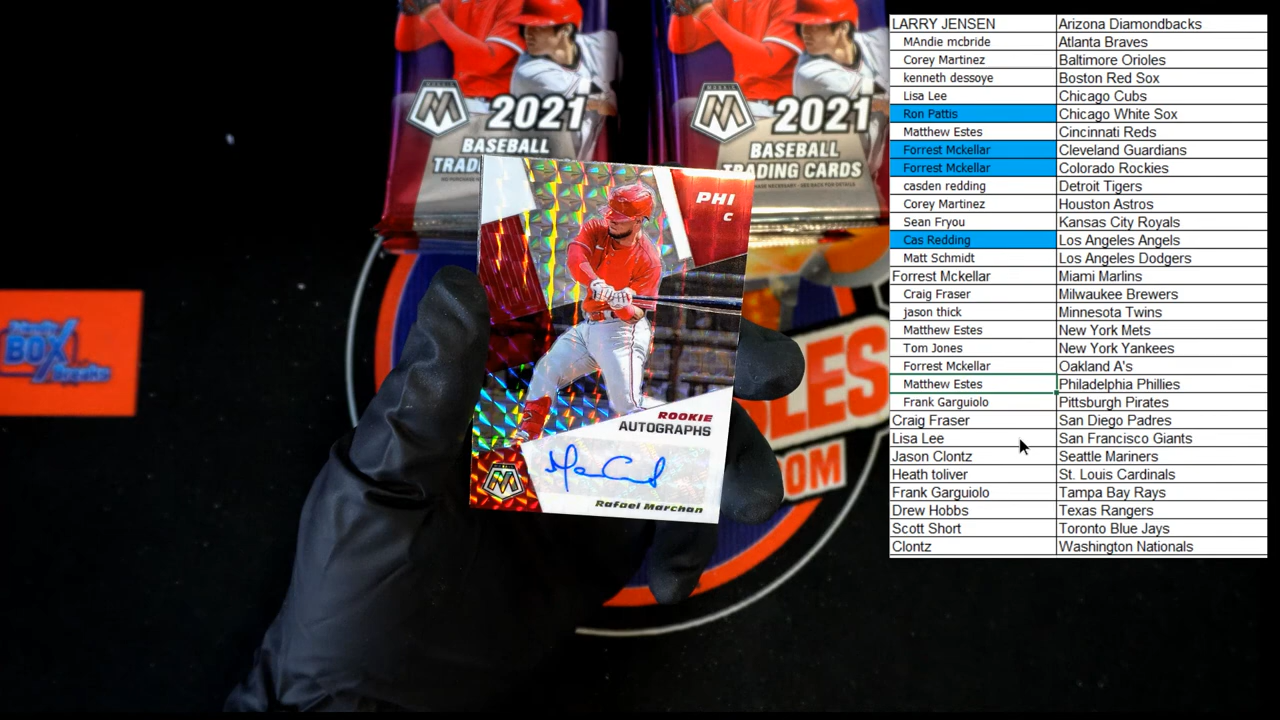 2021
BASEBALL
TRADING CARDS
2021
BASEBALL
TRADING CARDS
PHI
C
ROOKIE
AUTOGRAPHS
Rafael Marchan
BOX
Breaks
LES
OM
LARRY JENSEN Arizona Diamondbacks
MAndie mcbride Atlanta Braves
Corey Martinez Baltimore Orioles
kenneth dessoye Boston Red Sox
Lisa Lee Chicago Cubs
Ron Pattis Chicago White Sox
Matthew Estes Cincinnati Reds
Forrest Mckellar Cleveland Guardians
Forrest Mckellar Colorado Rockies
casden redding Detroit Tigers
Corey Martinez Houston Astros
Sean Fryou Kansas City Royals
Cas Redding Los Angeles Angels
Matt Schmidt Los Angeles Dodgers
Forrest Mckellar Miami Marlins
Craig Fraser Milwaukee Brewers
jason thick Minnesota Twins
Matthew Estes New York Mets
Tom Jones New York Yankees
Forrest Mckellar Oakland A's
Matthew Estes Philadelphia Phillies
Frank Garguiolo Pittsburgh Pirates
Craig Fraser San Diego Padres
Lisa Lee San Francisco Giants
Jason Clontz Seattle Mariners
Heath toliver St. Louis Cardinals
Frank Garguiolo Tampa Bay Rays
Drew Hobbs Texas Rangers
Scott Short Toronto Blue Jays
Clontz Washington Nationals